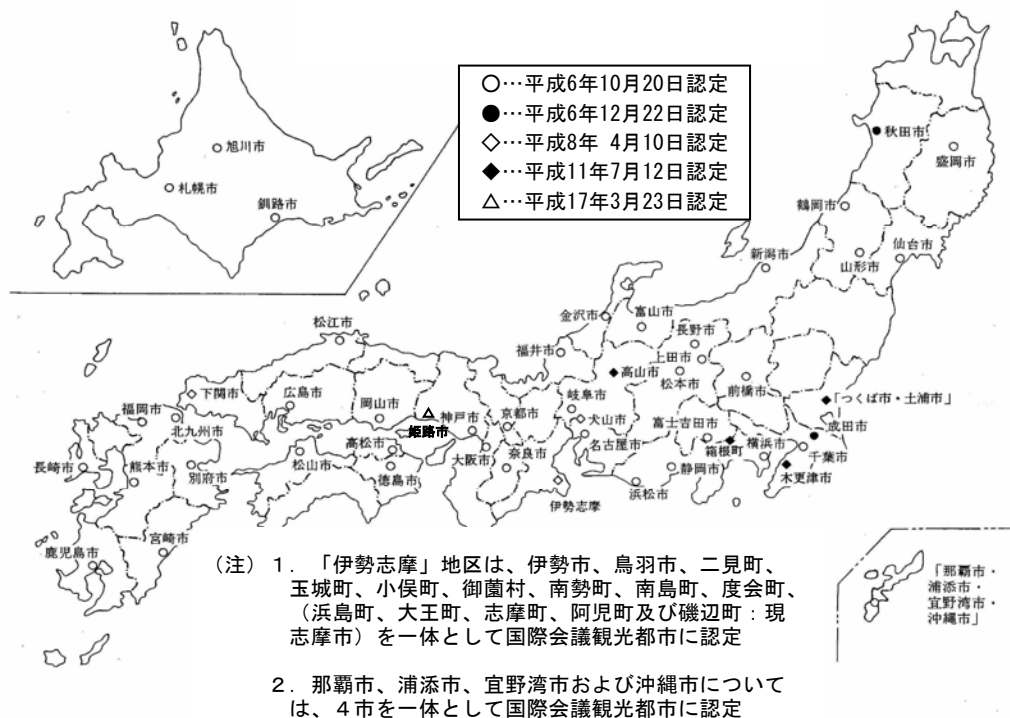 ○…平成6年10月20日認定
●…平成6年12月22日認定
◇…平成8年 4月10日認定
◆…平成11年7月12日認定
△…平成17年3月23日認定
旭川市
札幌市
釧路市
秋田市
盛岡市
鶴岡市
仙台市
山形市
新潟市
金沢市
富山市
長野市
松江市
福井市
上田市
高山市
松本市
前橋市
「つくば市・土浦市」
下関市
広島市
岡山市
神戸市
京都市
岐阜市
犬山市
富士吉田市
成田市
福岡市
北九州市
姫路市
高松市
名古屋市
箱根町
横浜市
千葉市
長崎市
熊本市
別府市
松山市
大阪市
奈良市
静岡市
木更津市
徳島市
浜松市
伊勢志摩
宮崎市
鹿児島市
「那覇市・
浦添市・
宜野湾市・
沖縄市」
(注) 1. 「伊勢志摩」地区は、伊勢市、鳥羽市、二見町、
玉城町、小俣町、御薗村、南勢町、南島町、度会町、
(浜島町、大王町、志摩町、阿児町及び磯辺町:現
志摩市)を一体として国際会議観光都市に認定
2. 那覇市、浦添市、宜野湾市および沖縄市について
は、4市を一体として国際会議観光都市に認定